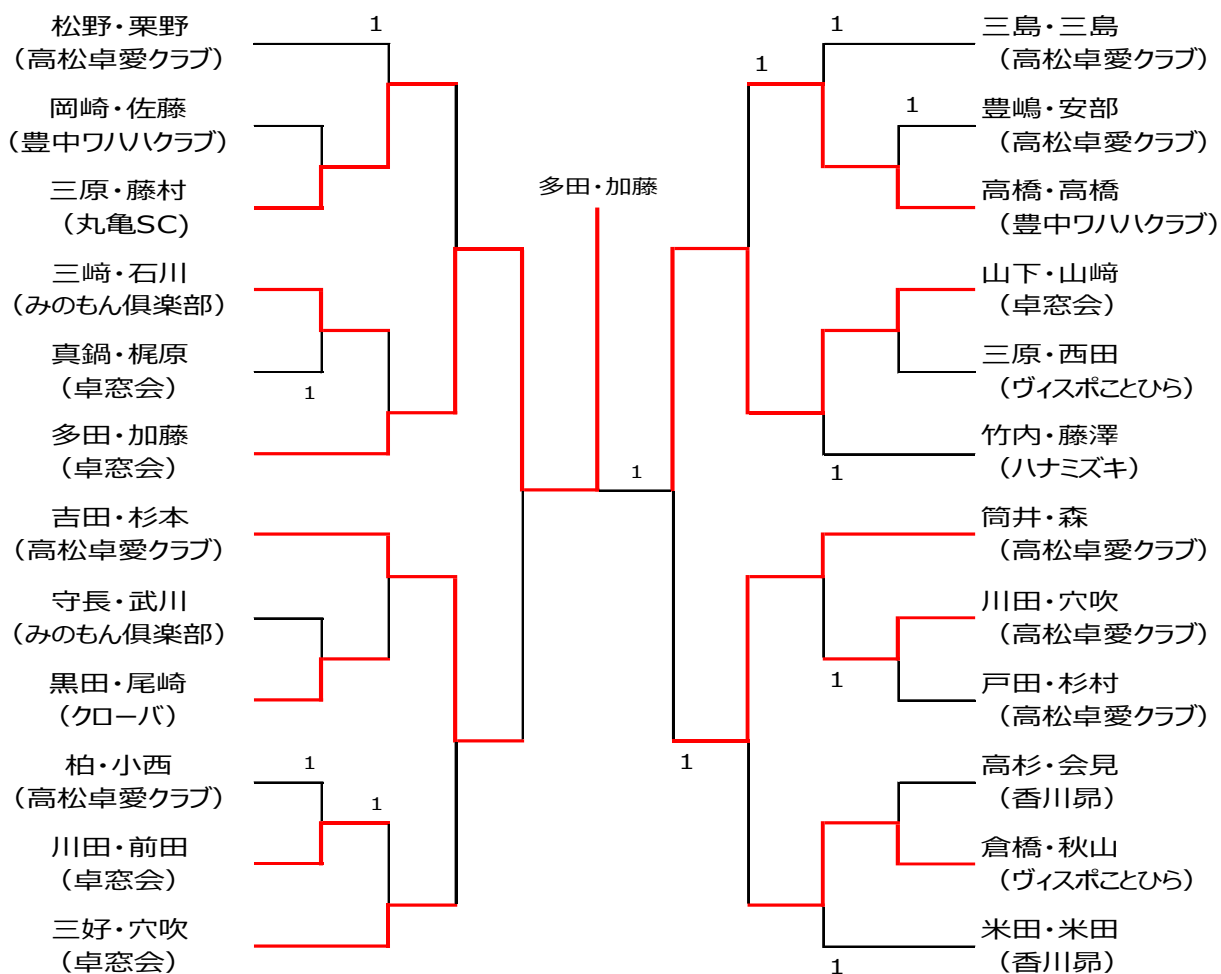 松野・栗野
(高松卓愛クラブ)
1
岡崎・佐藤
(豊中ワハハクラブ)
三原・藤村
(丸亀SC)
三﨑・石川
(みのもん倶楽部)
真鍋・梶原
(卓窓会)
1
多田・加藤
(卓窓会)
吉田・杉本
(高松卓愛クラブ)
守長・武川
(みのもん倶楽部)
黒田・尾崎
(クローバ)
柏・小西
(高松卓愛クラブ)
1
1
川田・前田
(卓窓会)
三好・穴吹
(卓窓会)
多田・加藤
1
1
1
三島・三島
(高松卓愛クラブ)
1
豊嶋・安部
(高松卓愛クラブ)
高橋・高橋
(豊中ワハハクラブ)
山下・山﨑
(卓窓会)
三原・西田
(ヴィスポことひら)
竹内・藤澤
(ハナミズキ)
1
筒井・森
(高松卓愛クラブ)
川田・穴吹
(高松卓愛クラブ)
1
戸田・杉村
(高松卓愛クラブ)
1
高杉・会見
(香川昴)
倉橋・秋山
(ヴィスポことひら)
米田・米田
(香川昴)
1